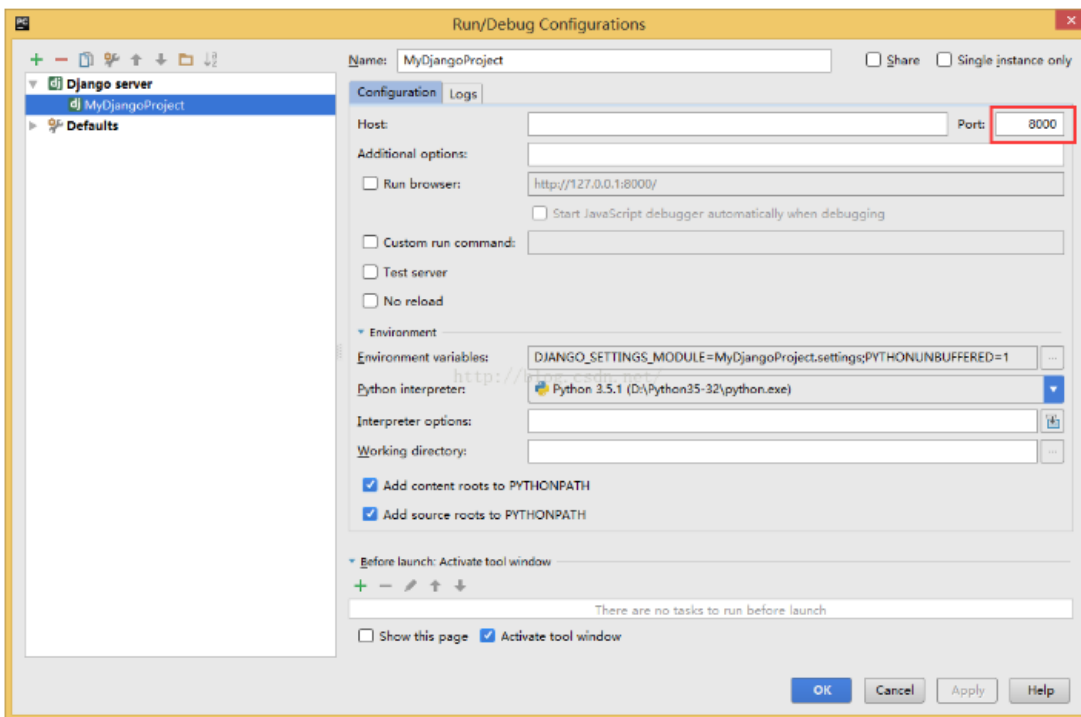 Run/Debug Configurations
Name: MyDjangoProject Share Single instance only
Django server
MyDjangoProject
Defaults
Configuration Logs
Host: Port: 8000
Additional options:
Run browser: http://127.0.0.1:8000/
Start JavaScript debugger automatically when debugging
Custom run command:
Test server
No reload
Environment
Environment variables: DJANGO_SETTINGS_MODULE=MyDjangoProject.settings;PYTHONUNBUFFERED=1 ...
http://blog.csdn.net/
Python interpreter: Python 3.5.1 (D:\Python35-32\python.exe)
Interpreter options:
Working directory: ...
Add content roots to PYTHONPATH
Add source roots to PYTHONPATH
Before launch: Activate tool window
There are no tasks to run before launch
Show this page Activate tool window
OK Cancel Apply Help